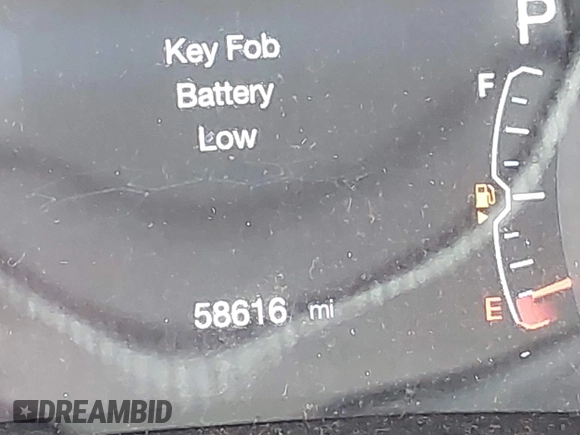 P
Key Fob
Battery
Low
F
E
58616 mi
DREAMBID